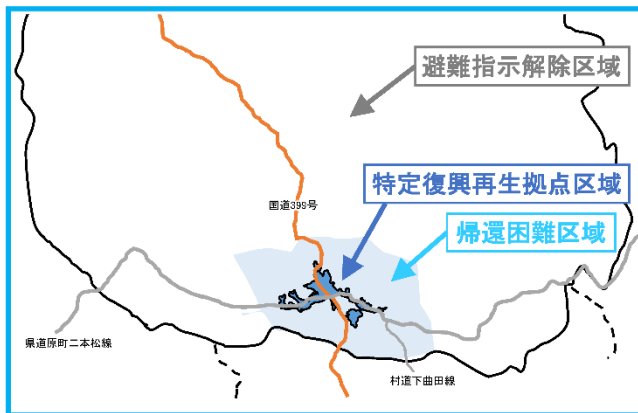 避難指示解除区域
特定復興再生拠点区域
国道399号
帰還困難区域
県道原町二本松線
村道下曲田線